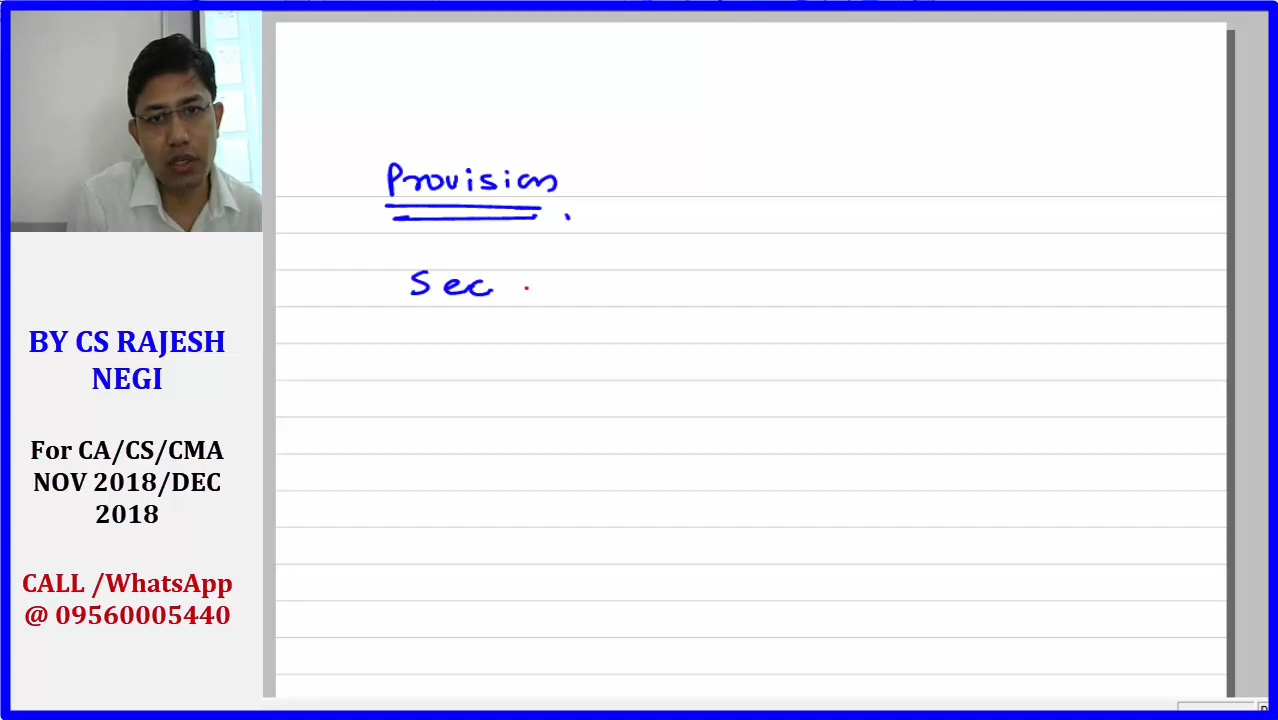 Provision
Sec
BY CS RAJESH
NEGI
For CA/CS/CMA
NOV 2018/DEC
2018
CALL /WhatsApp
@ 09560005440